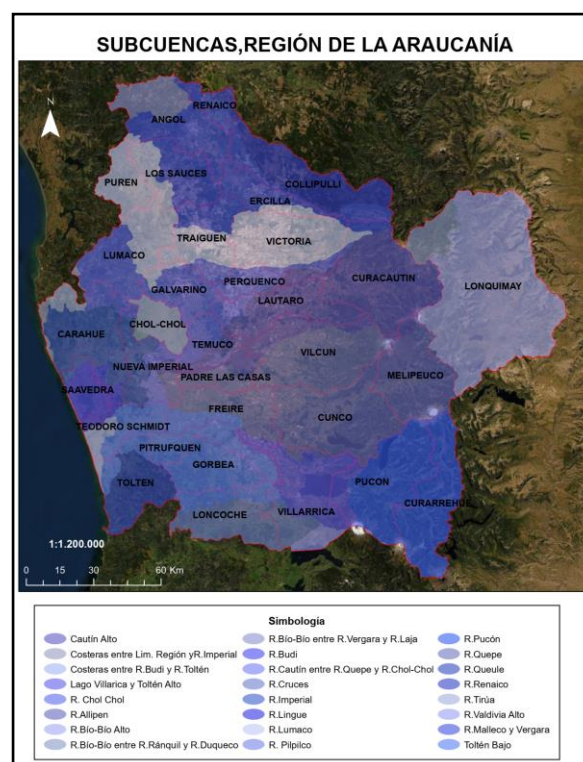 SUBCUENCAS,REGIÓN DE LA ARAUCANÍA
N
RENAICO
ANGOL
LOS SAUCES
PUREN
COLLIPULLI
ERCILLA
TRAIGUEN
VICTORIA
LUMACO
CURACAUTIN
LONQUIMAY
PERQUENCO
GALVARINO
LAUTARO
CHOL-CHOL
CARAHUE
TEMUCO
VILCUN
NUEVA IMPERIAL
MELIPEUCO
PADRE LAS CASAS
SAAVEDRA
FREIRE
CUNCO
TEODORO SCHMIDT
PITRUFQUEN
GORBEA
TOLTEN
PUCON
CURARREHUE
LONCOCHE
VILLARRICA
1:1.200.000
0 15 30 60 Km
Simbología
Cautín Alto
Costeras entre Lim. Región yR.Imperial
Costeras entre R.Budi y R.Toltén
Lago Villarica y Toltén Alto
R. Chol Chol
R.Allipen
R.Bío-Bío Alto
R.Bío-Bío entre R.Ránquil y R.Duqueco
R.Bío-Bío entre R.Vergara y R.Laja
R.Budi
R.Cautín entre R.Quepe y R.Chol-Chol
R.Cruces
R.Imperial
R.Lingue
R.Lumaco
R. Pilpilco
R.Pucón
R.Quepe
R.Queule
R.Renaico
R.Tirúa
R.Valdivia Alto
R.Malleco y Vergara
Toltén Bajo